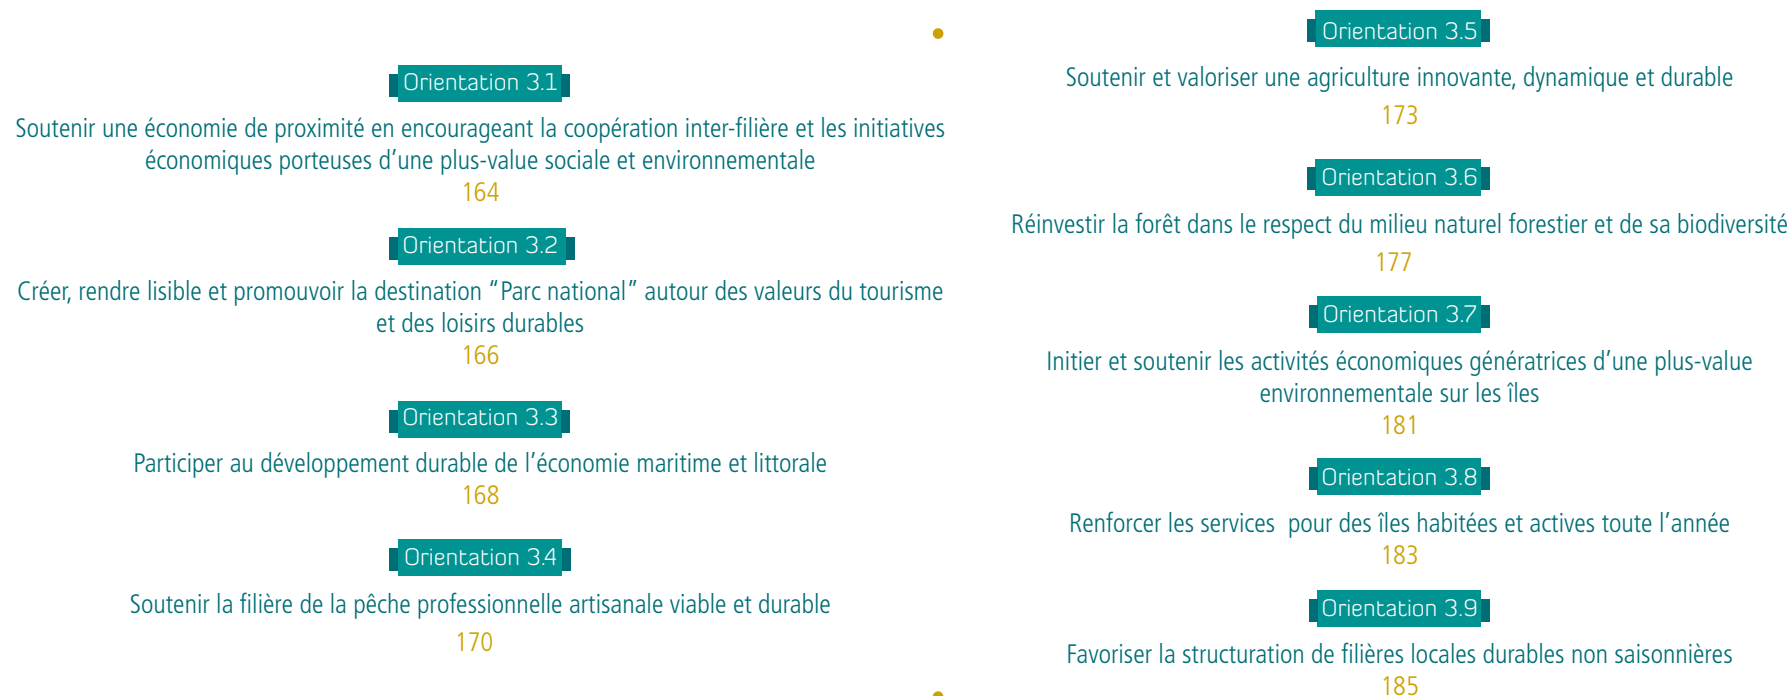 Orientation 3.1
Soutenir une économie de proximité en encourageant la coopération inter-filière et les initiatives
économiques porteuses d’une plus-value sociale et environnementale
164
Orientation 3.2
Créer, rendre lisible et promouvoir la destination “Parc national” autour des valeurs du tourisme
et des loisirs durables
166
Orientation 3.3
Participer au développement durable de l’économie maritime et littorale
168
Orientation 3.4
Soutenir la filière de la pêche professionnelle artisanale viable et durable
170
Orientation 3.5
Soutenir et valoriser une agriculture innovante, dynamique et durable
173
Orientation 3.6
Réinvestir la forêt dans le respect du milieu naturel forestier et de sa biodiversité
177
Orientation 3.7
Initier et soutenir les activités économiques génératrices d’une plus-value
environnementale sur les îles
181
Orientation 3.8
Renforcer les services  pour des îles habitées et actives toute l’année
183
Orientation 3.9
Favoriser la structuration de filières locales durables non saisonnières
185